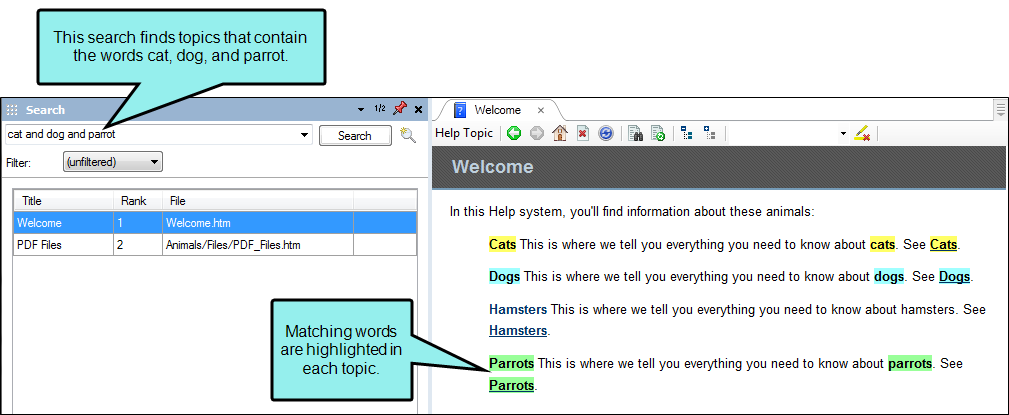 This search finds topics that contain
the words cat, dog, and parrot.
Search
1/2
cat and dog and parrot
Search
Filter:
(unfiltered)
Title Rank File
Welcome 1 Welcome.htm
PDF Files 2 Animals/Files/PDF_Files.htm
Matching words
are highlighted in
each topic.
? Welcome
Help Topic
Welcome
In this Help system, you'll find information about these animals:
Cats This is where we tell you everything you need to know about cats. See Cats.
Dogs This is where we tell you everything you need to know about dogs. See Dogs.
Hamsters This is where we tell you everything you need to know about hamsters. See
Hamsters.
Parrots This is where we tell you everything you need to know about parrots. See
Parrots.